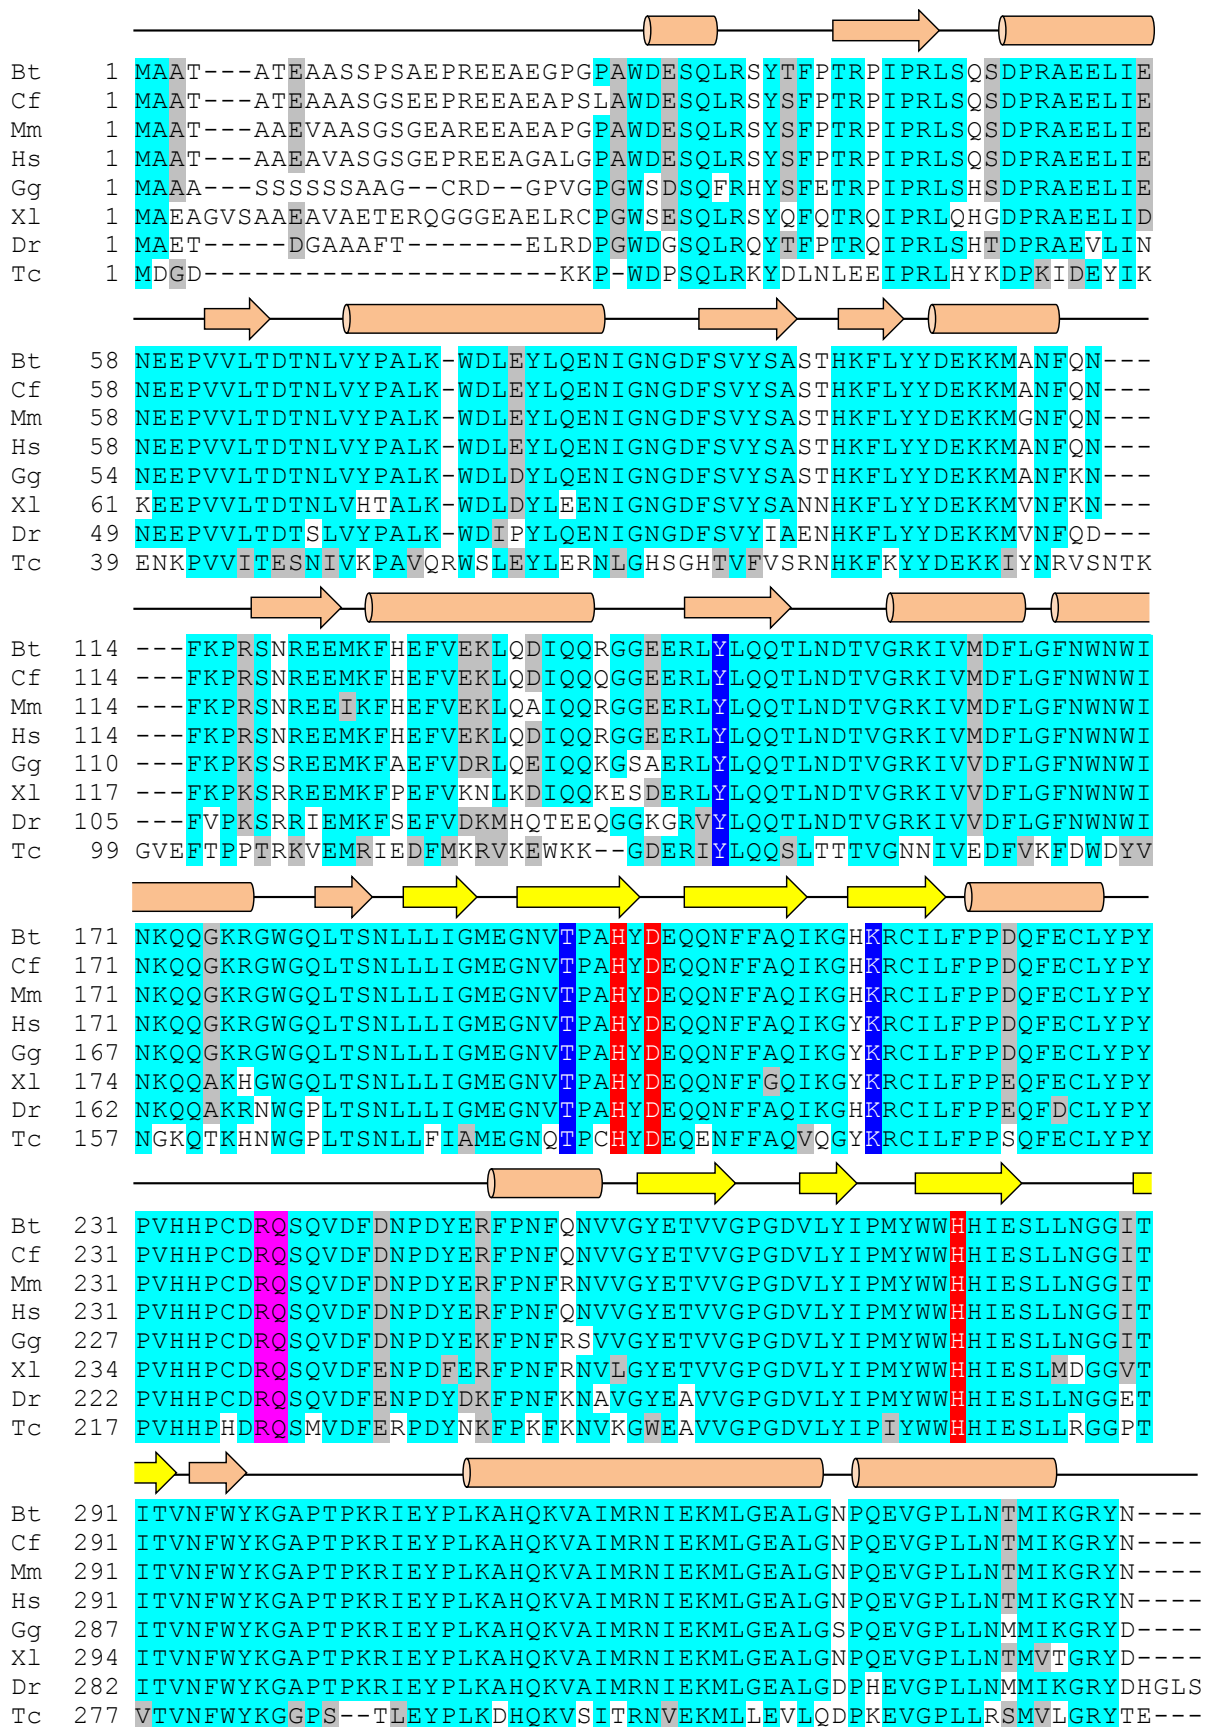 Bt 1 MAAT---ATEAASSPSAEPREEAEGPGPAWDESQLRSYTFPTRPIPRLSQSDPRAEELIE
Cf 1 MAAT---ATEAAASGSEEPREEAEAPSLAWDESQLRSYSFPTRPIPRLSQSDPRAEELIE
Mm 1 MAAT---AAEVAASGSGEAREEAEAPGPAWDESQLRSYSFPTRPIPRLSQSDPRAEELIE
Hs 1 MAAT---AAEAVASGSGEPREEAGALGPAWDESQLRSYSFPTRPIPRLSQSDPRAEELIE
Gg 1 MAAA---SSSSSSAAG--CRD--GPVGPGWSDSQFRHYSFETRPIPRLSHSDPRAEELIE
Xl 1 MAEAGVSAAEAVAETERQGGGEAELRCPGWSESQLRSYQFQTRQIPRLQHGDPRAEELID
Dr 1 MAET-----DGAAAFT-------ELRDPGWDGSQLRQYTFPTRQIPRLSHTDPRAEVLIN
Tc 1 MDGD---------------------KKP-WDPSQLRKYDLNLEEIPRLHYKDPKIDEYIK
Bt 58 NEEPVVLTDTNLVYPALK-WDLEYLQENIGNGDFSVYSASTHKFLYYDEKKMANFQN---
Cf 58 NEEPVVLTDTNLVYPALK-WDLEYLQENIGNGDFSVYSASTHKFLYYDEKKMANFQN---
Mm 58 NEEPVVLTDTNLVYPALK-WDLEYLQENIGNGDFSVYSASTHKFLYYDEKKMGNFQN---
Hs 58 NEEPVVLTDTNLVYPALK-WDLEYLQENIGNGDFSVYSASTHKFLYYDEKKMANFQN---
Gg 54 NEEPVVLTDTNLVYPALK-WDLDYLQENIGNGDFSVYSASTHKFLYYDEKKMANFKN---
Xl 61 KEEPVVLTDTNLVHTALK-WDLDYLEENIGNGDFSVYSANNHKFLYYDEKKMVNFKN---
Dr 49 NEEPVVLTDTSLVYPALK-WDIPYLQENIGNGDFSVYIAENHKFLYYDEKKMVNFQD---
Tc 39 ENKPVVITESNIVKPAVQRWSLEYLERNLGHSGHTVFVSRNHKFKYYDEKKIYNRVSNTK
Bt 114 ---FKPRSNREEMKFHEFVEKLQDIQQRGGEERLYLQQTLNDTVGRKIVMDFLGFNWNWI
Cf 114 ---FKPRSNREEMKFHEFVEKLQDIQQQGGEERLYLQQTLNDTVGRKIVMDFLGFNWNWI
Mm 114 ---FKPRSNREEIKFHEFVEKLQAIQQRGGEERLYLQQTLNDTVGRKIVMDFLGFNWNWI
Hs 114 ---FKPRSNREEMKFHEFVEKLQDIQQRGGEERLYLQQTLNDTVGRKIVMDFLGFNWNWI
Gg 110 ---FKPKSSREEMKFAEFVDRLQEIQQKGSAERLYLQQTLNDTVGRKIVVDFLGFNWNWI
Xl 117 ---FKPKSRREEMKFPEFVKNLKDIQQKESDERLYLQQTLNDTVGRKIVVDFLGFNWNWI
Dr 105 ---FVPKSRRIEMKFSEFVDKMHQTEEQGGKGRVYLQQTLNDTVGRKIVVDFLGFNWNWI
Tc 99 GVEFTPPTRKVEMRIEDFMKRVKEWKK--GDERIYLQQSLTTTVGNNIVEDFVKFDWDYV
Bt 171 NKQQGKRGWGQLTSNLLLIGMEGNVTPAHYDEQQNFFAQIKGHKRCILFPPDQFECLYPY
Cf 171 NKQQGKRGWGQLTSNLLLIGMEGNVTPAHYDEQQNFFAQIKGHKRCILFPPDQFECLYPY
Mm 171 NKQQGKRGWGQLTSNLLLIGMEGNVTPAHYDEQQNFFAQIKGHKRCILFPPDQFECLYPY
Hs 171 NKQQGKRGWGQLTSNLLLIGMEGNVTPAHYDEQQNFFAQIKGYKRCILFPPDQFECLYPY
Gg 167 NKQQGKRGWGQLTSNLLLIGMEGNVTPAHYDEQQNFFAQIKGYKRCILFPPDQFECLYPY
Xl 174 NKQQAKHGWGQLTSNLLLIGMEGNVTPAHYDEQQNFFGQIKGYKRCILFPPEQFECLYPY
Dr 162 NKQQAKRNWGPLTSNLLLIGMEGNVTPAHYDEQQNFFAQIKGHKRCILFPPEQFDCLYPY
Tc 157 NGKQTKHNWGPLTSNLLFIAMEGNQTPCHYDEQENFFAQVQGYKRCILFPPSQFECLYPY
Bt 231 PVHHPCDRQSQVDFDNPDYERFPNFQNVVGYETVVGPGDVLYIPMYWWHHIESLLNGGIT
Cf 231 PVHHPCDRQSQVDFDNPDYERFPNFQNVVGYETVVGPGDVLYIPMYWWHHIESLLNGGIT
Mm 231 PVHHPCDRQSQVDFDNPDYERFPNFRNVVGYETVVGPGDVLYIPMYWWHHIESLLNGGIT
Hs 231 PVHHPCDRQSQVDFDNPDYERFPNFQNVVGYETVVGPGDVLYIPMYWWHHIESLLNGGIT
Gg 227 PVHHPCDRQSQVDFDNPDYEKFPNFRSVVGYETVVGPGDVLYIPMYWWHHIESLLNGGIT
Xl 234 PVHHPCDRQSQVDFENPDFERFPNFRNVLGYETVVGPGDVLYIPMYWWHHIESLMDGGVT
Dr 222 PVHHPCDRQSQVDFENPDYDKFPNFKNAVGYEAVVGPGDVLYIPMYWWHHIESLLNGGET
Tc 217 PVHHPHDRQSMVDFERPDYNKFPKFKNVKGWEAVVGPGDVLYIPIYWWHHIESLLRGGPT
Bt 291 ITVNFWYKGAPTPKRIEYPLKAHQKVAIMRNIEKMLGEALGNPQEVGPLLNTMIKGRYN----
Cf 291 ITVNFWYKGAPTPKRIEYPLKAHQKVAIMRNIEKMLGEALGNPQEVGPLLNTMIKGRYN----
Mm 291 ITVNFWYKGAPTPKRIEYPLKAHQKVAIMRNIEKMLGEALGNPQEVGPLLNTMIKGRYN----
Hs 291 ITVNFWYKGAPTPKRIEYPLKAHQKVAIMRNIEKMLGEALGNPQEVGPLLNTMIKGRYN----
Gg 287 ITVNFWYKGAPTPKRIEYPLKAHQKVAIMRNIEKMLGEALGSPQEVGPLLNMMIKGRYD----
Xl 294 ITVNFWYKGAPTPKRIEYPLKAHQKVAIMRNIEKMLGEALGNPQEVGPLLNTMVTGRYD----
Dr 282 ITVNFWYKGAPTPKRIEYPLKAHQKVAIMRNIEKMLGEALGDPHEVGPLLNMMIKGRYDHGLS
Tc 277 VTVNFWYKGGPS--TLEYPLKDHQKVSITRNVEKMLLEVLQDPKEVGPLLRSMVLGRYTE---